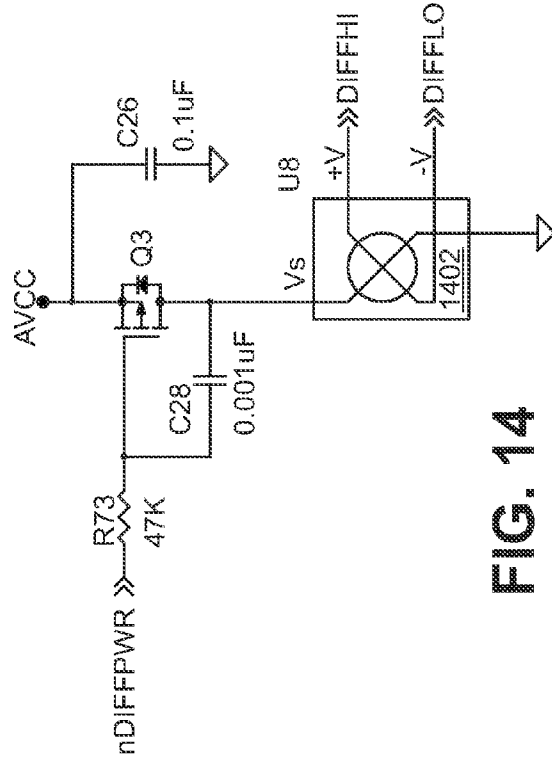 AVCC
C26
0.1uF
Q3
nDIFFPWR
R73
47K
C28
0.001uF
Vs
U8
+V
DIFFHI
-V
DIFFLO
1402
FIG. 14